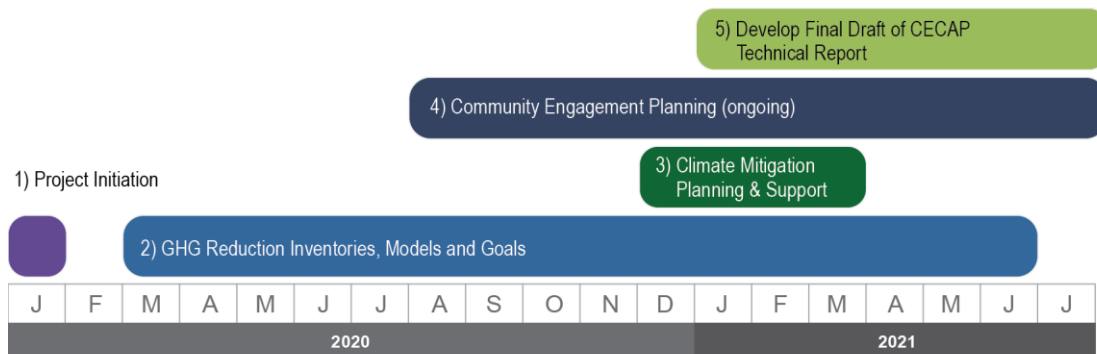 5) Develop Final Draft of CECAP
Technical Report
4) Community Engagement Planning (ongoing)
3) Climate Mitigation
Planning & Support
1) Project Initiation
2) GHG Reduction Inventories, Models and Goals
J F M A M J J A S O N D J F M A M J J
2020 2021